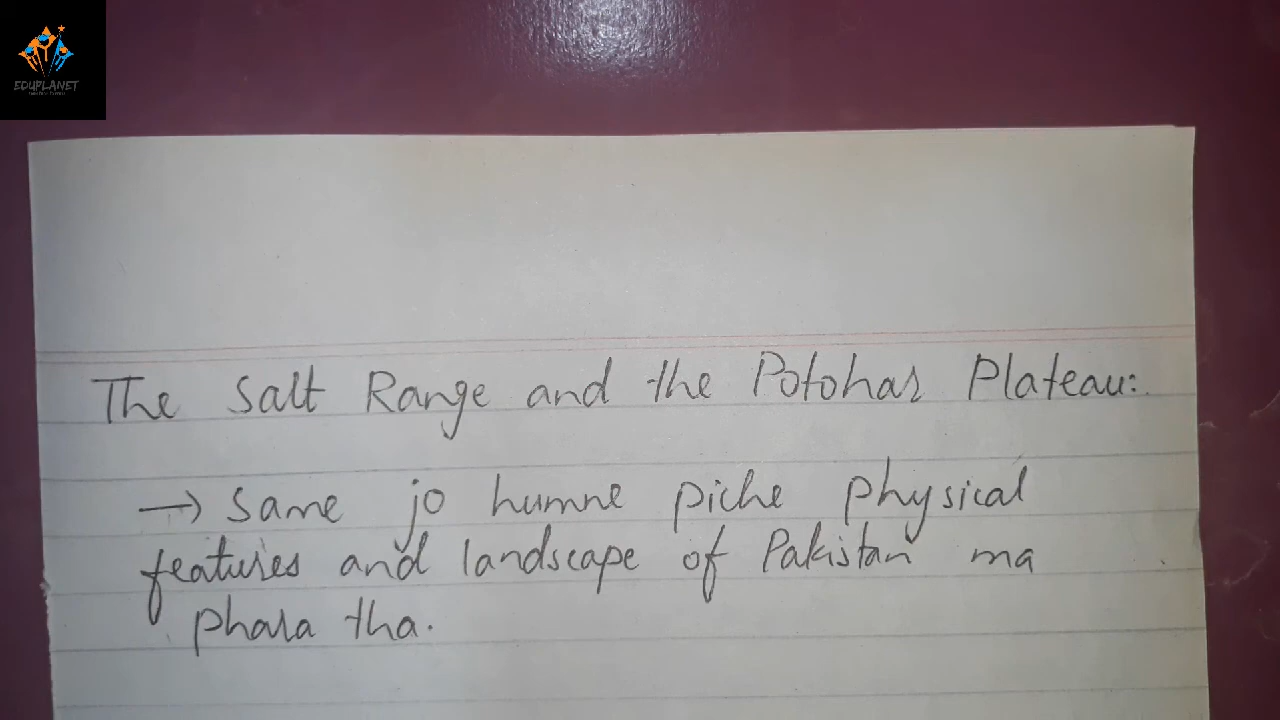 EDUPLANET
The Salt Range and the Potohar Plateau:
→ Same jo humne piche physical
features and landscape of Pakistan ma
phara tha.